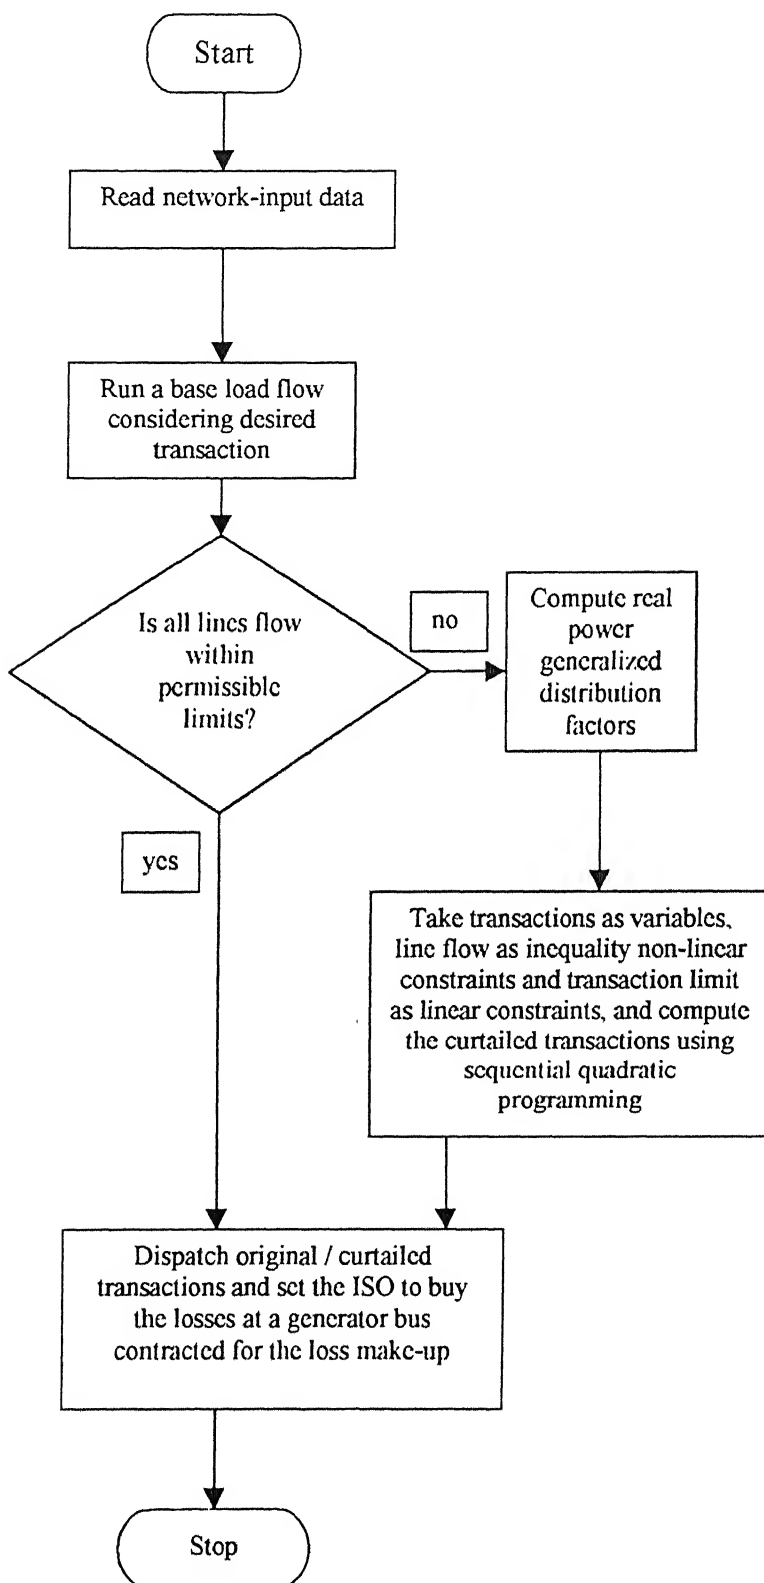 Start
Read network-input data
Run a base load flow
considering desired
transaction
Is all lines flow
within
permissible
limits?
no
Compute real
power
generalized
distribution
factors
yes
Take transactions as variables,
line flow as inequality non-linear
constraints and transaction limit
as linear constraints, and compute
the curtailed transactions using
sequential quadratic
programming
Dispatch original / curtailed
transactions and set the ISO to buy
the losses at a generator bus
contracted for the loss make-up
Stop